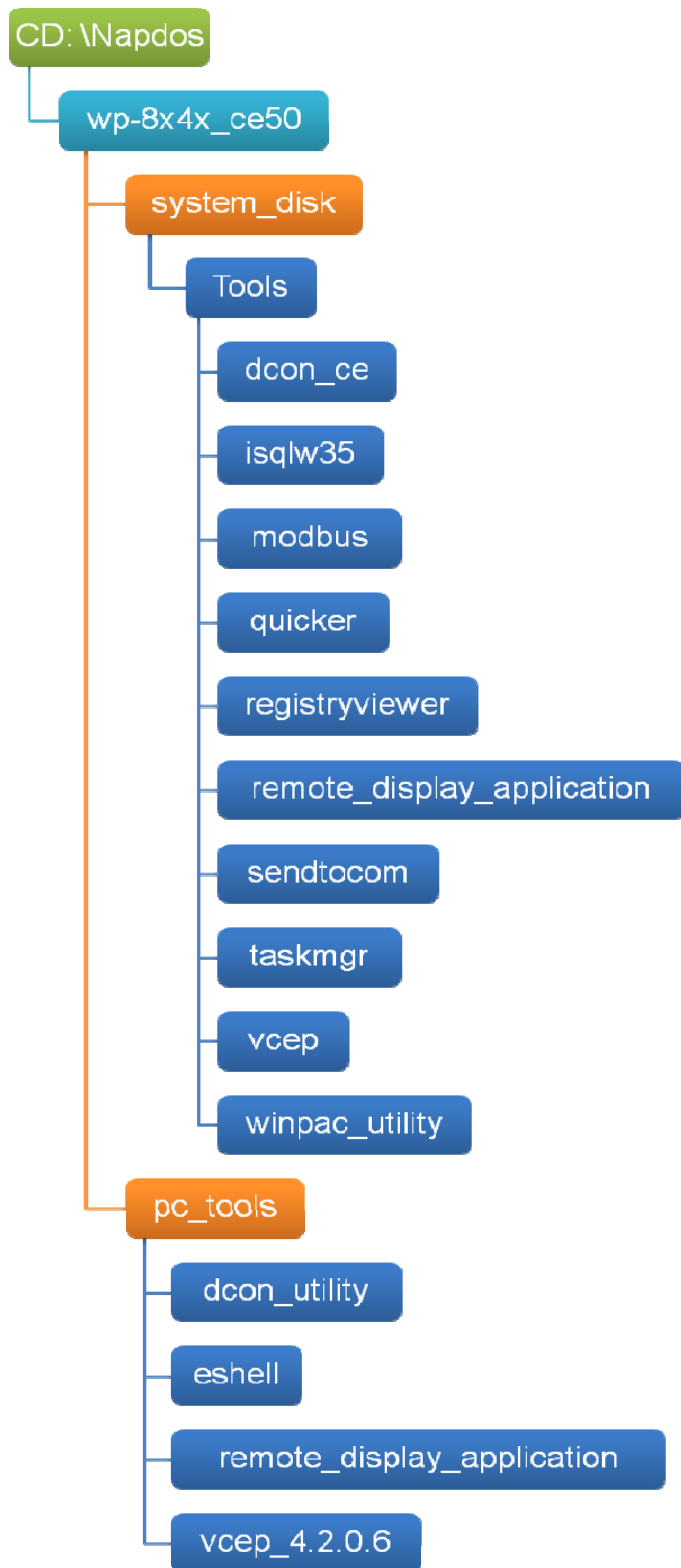 CD: \Napdos
wp-8x4x_ce50
system_disk
Tools
dcon_ce
isqlw35
modbus
quicker
registryviewer
remote_display_application
sendtocom
taskmgr
vcep
winpac_utility
pc_tools
dcon_utility
eshell
remote_display_application
vcep_4.2.0.6